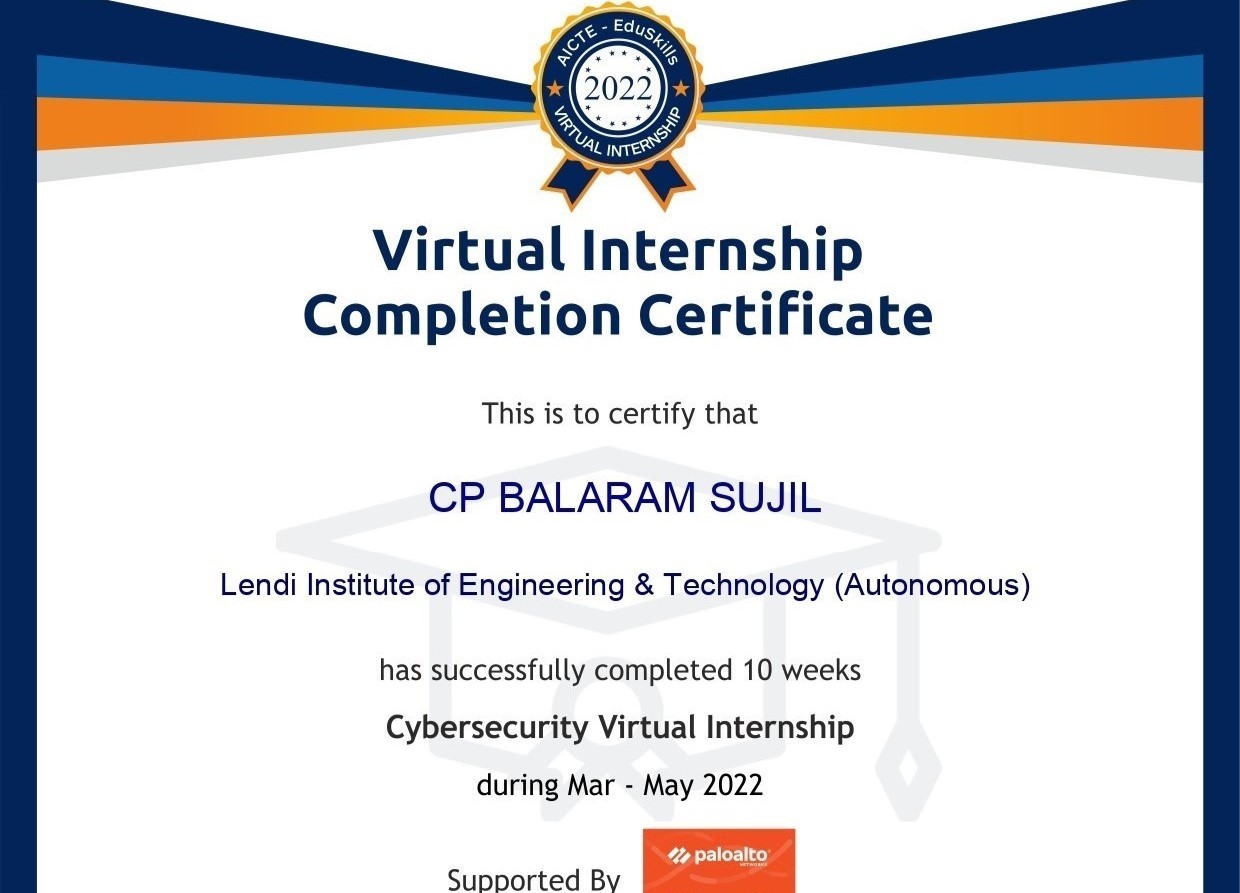 AICTE - EduSkills
2022
VIRTUAL INTERNSHIP
Virtual Internship
Completion Certificate
This is to certify that
CP BALARAM SUJIL
Lendi Institute of Engineering & Technology (Autonomous)
has successfully completed 10 weeks
Cybersecurity Virtual Internship
during Mar - May 2022
Supported By
paloalto
NETWORKS